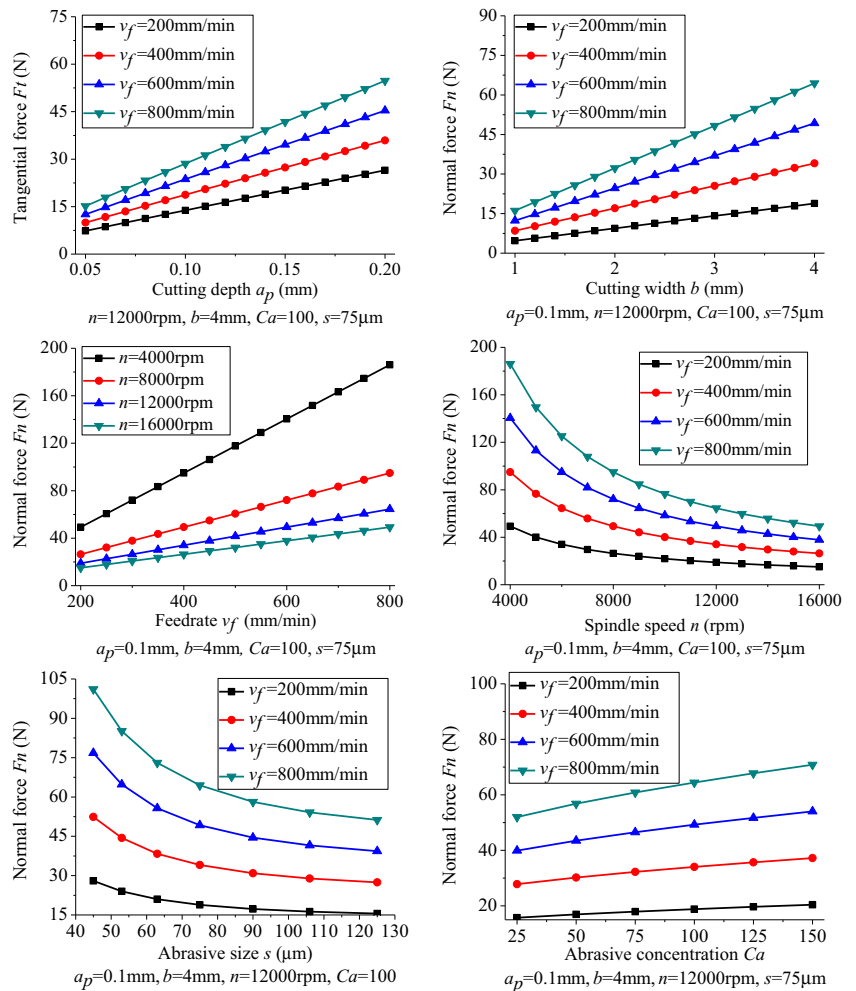 75
60
45
30
15
0
Tangential force Ft (N)
vf=200mm/min
vf=400mm/min
vf=600mm/min
vf=800mm/min
0.05 0.10 0.15 0.20
Cutting depth ap (mm)
n=12000rpm, b=4mm, Ca=100, s=75μm
90
75
60
45
30
15
0
Normal force Fn (N)
vf=200mm/min
vf=400mm/min
vf=600mm/min
vf=800mm/min
1 2 3 4
Cutting width b (mm)
ap=0.1mm, n=12000rpm, Ca=100, s=75μm
200
160
120
80
40
0
Normal force Fn (N)
n=4000rpm
n=8000rpm
n=12000rpm
n=16000rpm
200 400 600 800
Feedrate vf (mm/min)
ap=0.1mm, b=4mm, Ca=100, s=75μm
200
160
120
80
40
0
Normal force Fn (N)
vf=200mm/min
vf=400mm/min
vf=600mm/min
vf=800mm/min
4000 8000 12000 16000
Spindle speed n (rpm)
ap=0.1mm, b=4mm, Ca=100, s=75μm
105
90
75
60
45
30
15
Normal force Fn (N)
vf=200mm/min
vf=400mm/min
vf=600mm/min
vf=800mm/min
40 50 60 70 80 90 100 110 120 130
Abrasive size s (μm)
ap=0.1mm, b=4mm, n=12000rpm, Ca=100
100
80
60
40
20
Normal force Fn (N)
vf=200mm/min
vf=400mm/min
vf=600mm/min
vf=800mm/min
25 50 75 100 125 150
Abrasive concentration Ca
ap=0.1mm, b=4mm, n=12000rpm, s=75μm